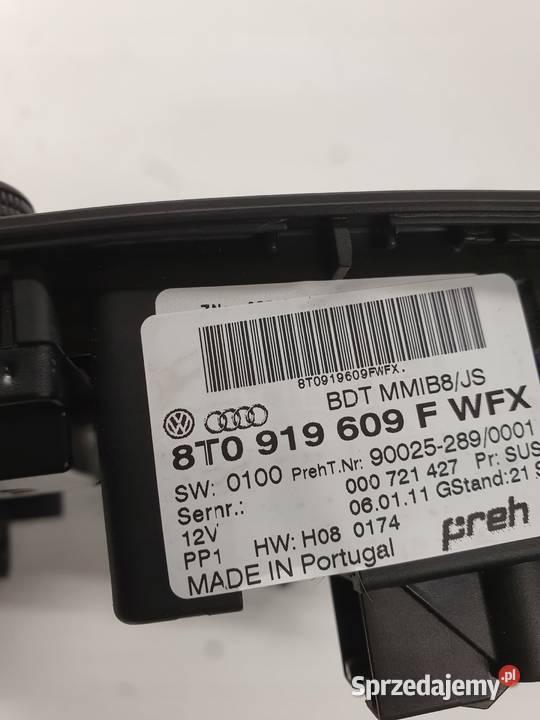 8T0919609FWFX.
BDT MMIB8/JS
8T0 919 609 F WFX
SW: 0100 PrehT.Nr: 90025-289/0001
Sernr.: 000 721 427 Pr: SUS
12V 06.01.11 GStand:21
PP1 HW: H08 0174
preh
MADE IN Portugal
Sprzedajemy.pl